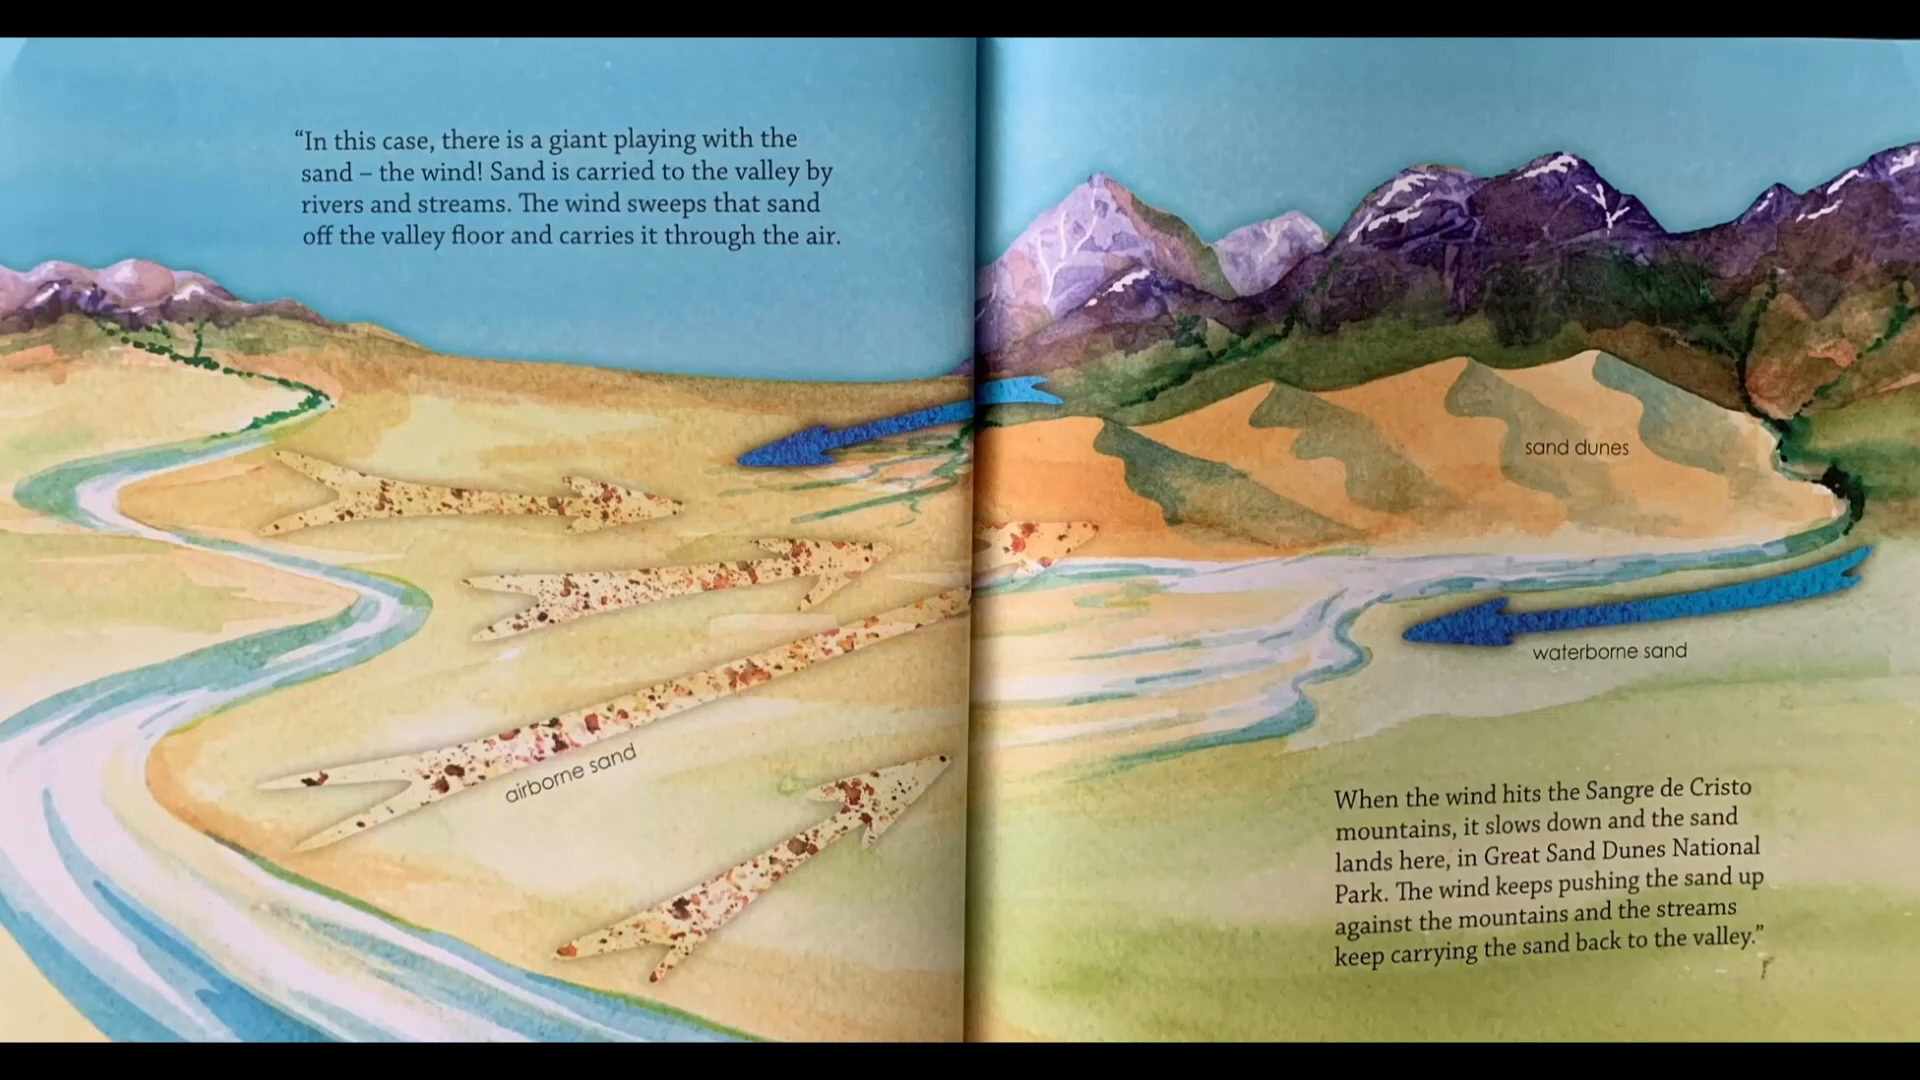 “In this case, there is a giant playing with the
sand – the wind! Sand is carried to the valley by
rivers and streams. The wind sweeps that sand
off the valley floor and carries it through the air.
airborne sand
sand dunes
waterborne sand
When the wind hits the Sangre de Cristo
mountains, it slows down and the sand
lands here, in Great Sand Dunes National
Park. The wind keeps pushing the sand up
against the mountains and the streams
keep carrying the sand back to the valley.”